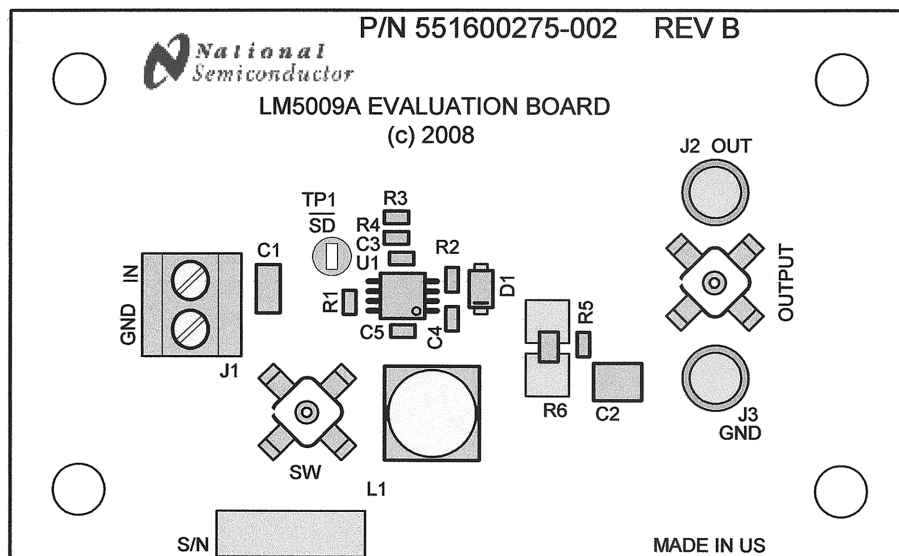 P/N 551600275-002 REV B
National
Semiconductor
LM5009A EVALUATION BOARD
(c) 2008
J2 OUT
TP1
SD
R3
R4
C3
U1
R2
C1
D1
IN
GND
J1
R1
C5
C4
R5
OUTPUT
R6
C2
J3
GND
SW
L1
S/N
MADE IN US